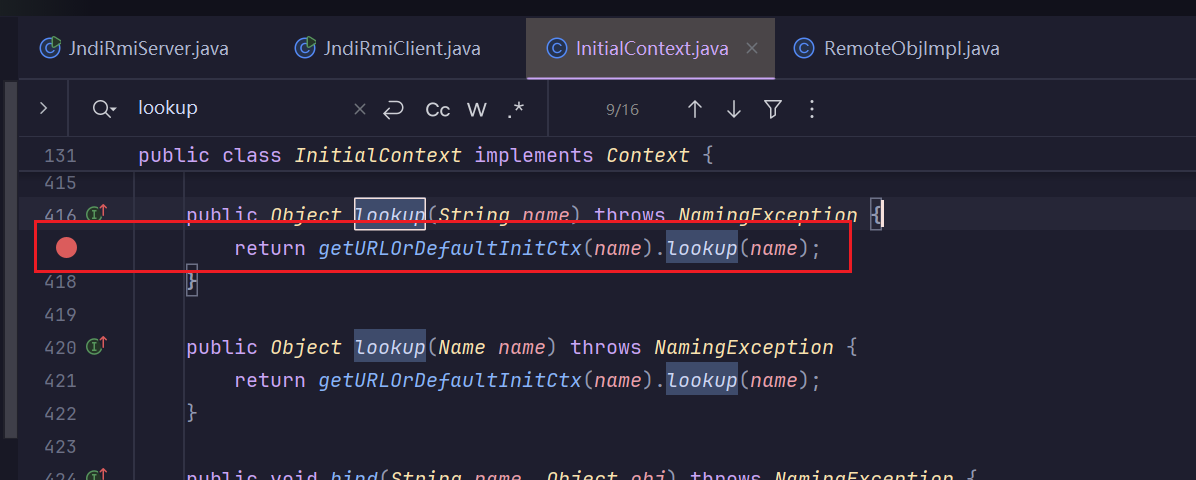 JndiRmiServer.java JndiRmiClient.java InitialContext.java RemoteObjImpl.java
lookup Cc W .* 9/16
131 public class InitialContext implements Context {
415
416 public Object lookup(String name) throws NamingException {
return getURLOrDefaultInitCtx(name).lookup(name);
418 }
419
420 public Object lookup(Name name) throws NamingException {
421 return getURLOrDefaultInitCtx(name).lookup(name);
422 }
423
424 public void bind(String name, Object obj) throws NamingException {